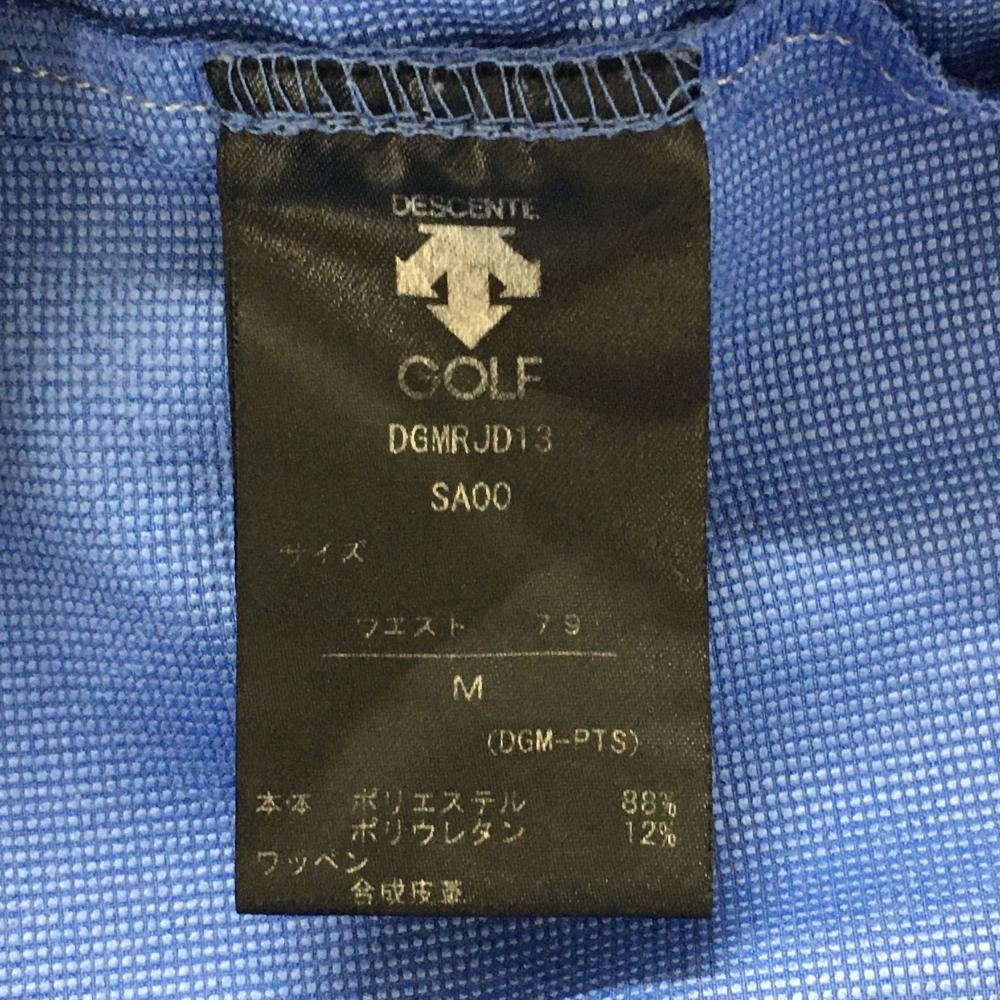 DESCENTE
GOLF
DGMRJD13
SA00
サイズ
ウエスト 79
M
(DGM-PTS)
本体 ポリエステル 88%
ポリウレタン 12%
ワッペン
合成皮革